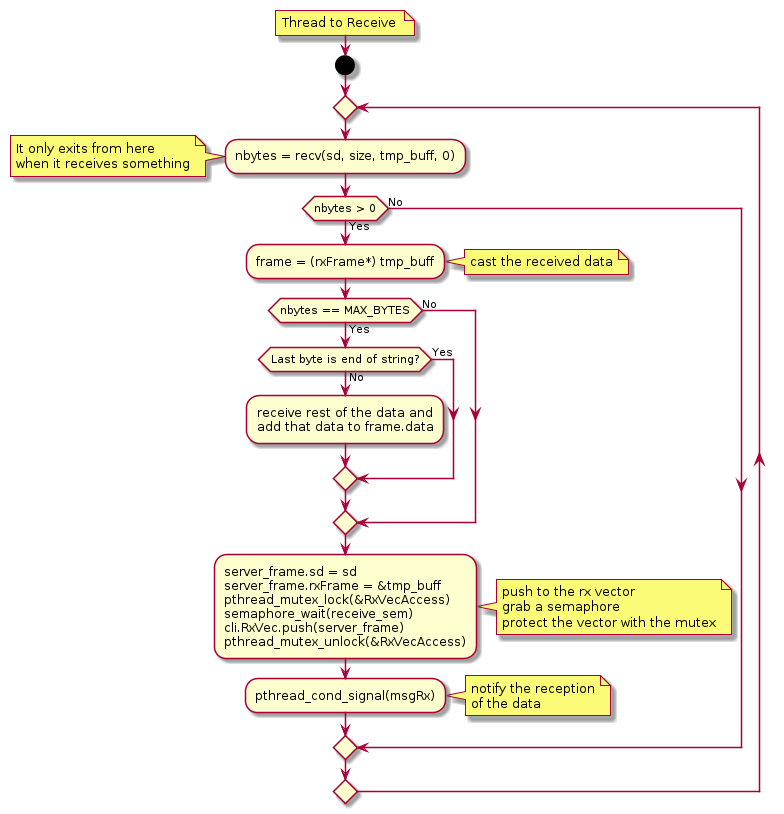 Thread to Receive
It only exits from here
when it receives something
nbytes = recv(sd, size, tmp_buff, 0)
nbytes > 0
No
Yes
frame = (rxFrame*) tmp_buff
cast the received data
nbytes == MAX_BYTES
No
Yes
Last byte is end of string?
Yes
No
receive rest of the data and
add that data to frame.data
server_frame.sd = sd
server_frame.rxFrame = &tmp_buff
pthread_mutex_lock(&RxVecAccess)
semaphore_wait(receive_sem)
cli.RxVec.push(server_frame)
pthread_mutex_unlock(&RxVecAccess)
push to the rx vector
grab a semaphore
protect the vector with the mutex
pthread_cond_signal(msgRx)
notify the reception
of the data